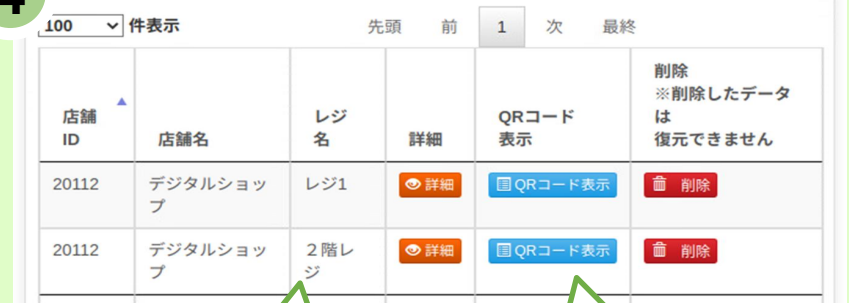 4
100 件表示 先頭 前 1 次 最終
店舗
ID
店舗名
レジ
名
詳細
QRコード
表示
削除
※削除したデータ
は
復元できません
20112 デジタルショッ レジ1 詳細 QRコード表示 削除
プ
20112 デジタルショッ 2階レ 詳細 QRコード表示 削除
プ ジ